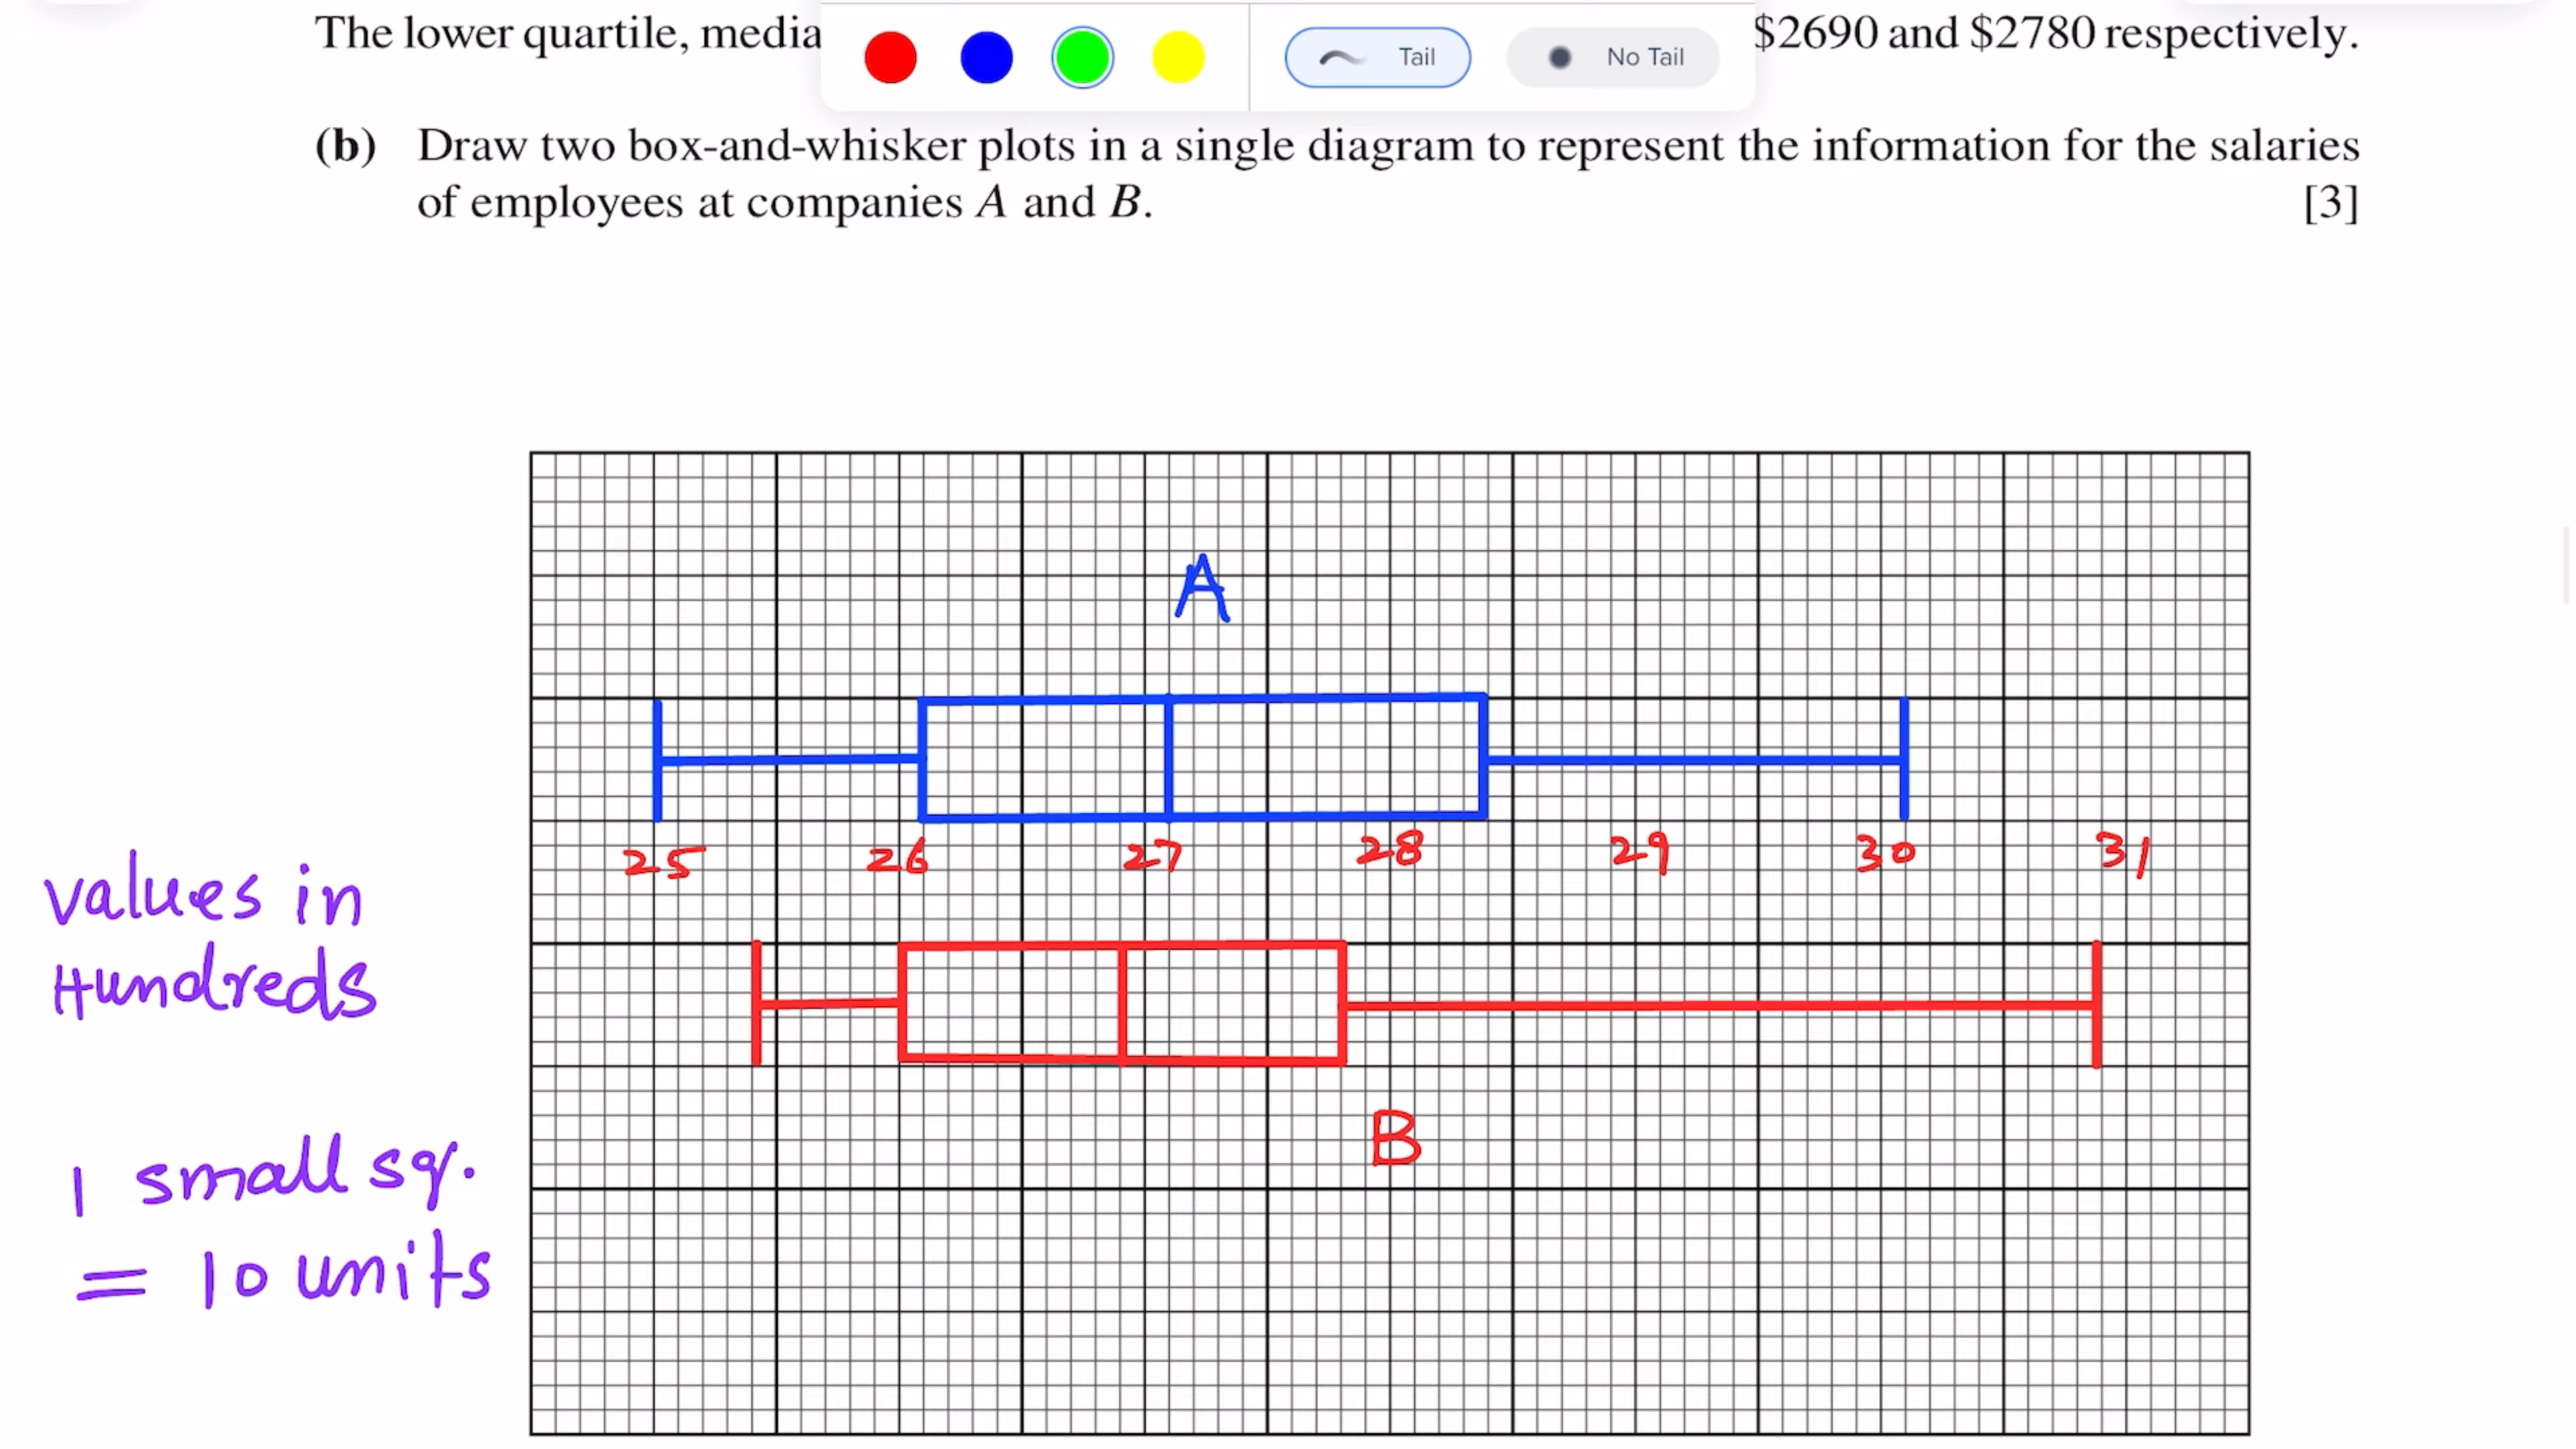 The lower quartile, media
Tail
No Tail
$2690 and $2780 respectively.
(b) Draw two box-and-whisker plots in a single diagram to represent the information for the salaries
of employees at companies A and B. [3]
A
25 26 27 28 29 30 31
values in
Hundreds
B
1 small sq.
= 10 units